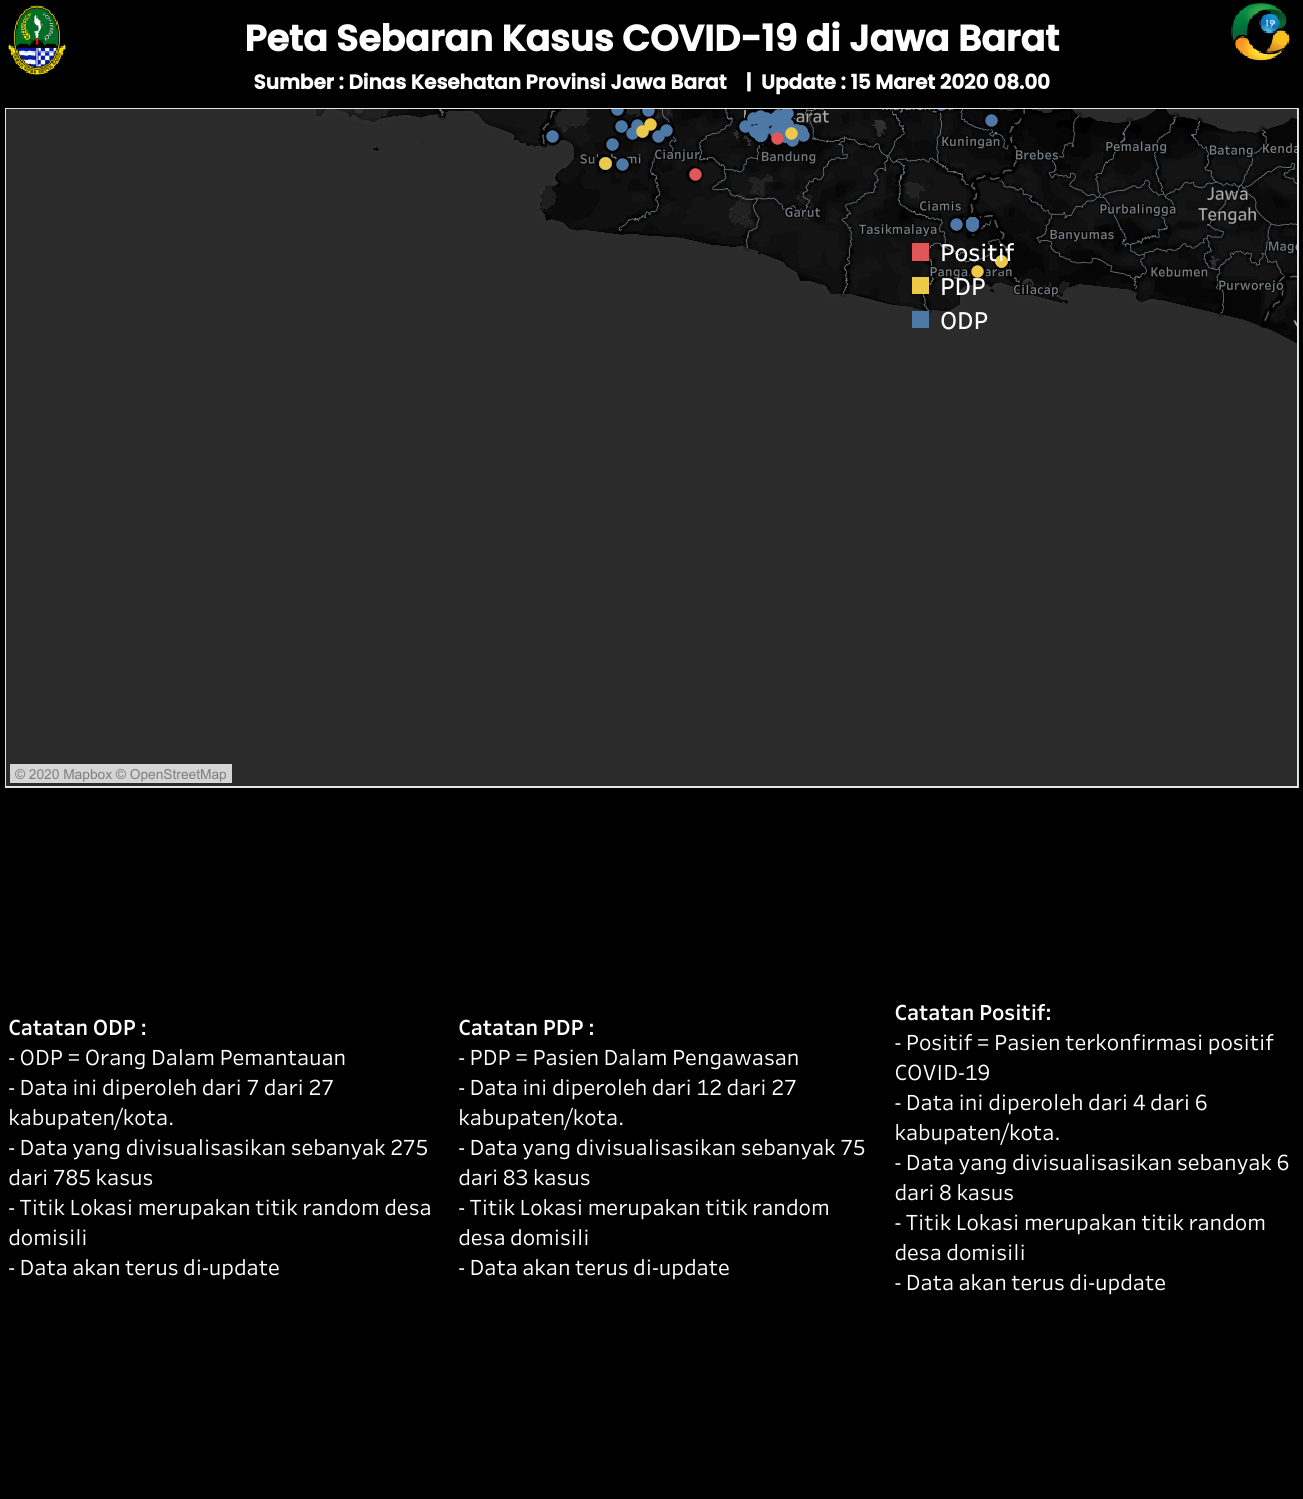 Peta Sebaran Kasus COVID-19 di Jawa Barat
Sumber : Dinas Kesehatan Provinsi Jawa Barat | Update : 15 Maret 2020 08.00
19
arat
Kuningan
Brebes
Pemalang
Batang
Kenda
Cianjur
Bandung
Jawa
Tengah
Ciamis
Garut
Purbalingga
Tasikmalaya
Banyumas
Mage
Positif
Kebumen
PDP
Cilacap
Purworejo
ODP
© 2020 Mapbox © OpenStreetMap
Catatan ODP :
- ODP = Orang Dalam Pemantauan
- Data ini diperoleh dari 7 dari 27
kabupaten/kota.
- Data yang divisualisasikan sebanyak 275
dari 785 kasus
- Titik Lokasi merupakan titik random desa
domisili
- Data akan terus di-update
Catatan PDP :
- PDP = Pasien Dalam Pengawasan
- Data ini diperoleh dari 12 dari 27
kabupaten/kota.
- Data yang divisualisasikan sebanyak 75
dari 83 kasus
- Titik Lokasi merupakan titik random
desa domisili
- Data akan terus di-update
Catatan Positif:
- Positif = Pasien terkonfirmasi positif
COVID-19
- Data ini diperoleh dari 4 dari 6
kabupaten/kota.
- Data yang divisualisasikan sebanyak 6
dari 8 kasus
- Titik Lokasi merupakan titik random
desa domisili
- Data akan terus di-update